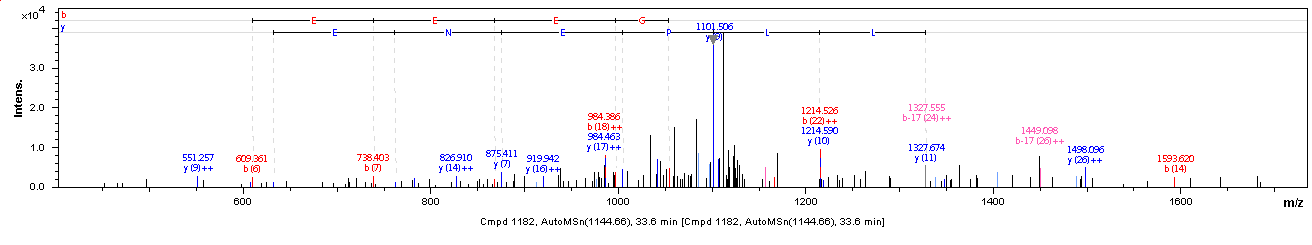 x10⁴
b E E E G
y E N E P L L
1101.506
y (9)
3.0
2.0
1.0
0.0
Intens.
551.257
y (9)++
609.361
b (6)
738.403
b (7)
826.910
y (14)++
875.411
y (7)
919.942
y (16)++
984.386
b (18)++
984.463
y (17)++
1214.526
b (22)++
1214.590
y (10)
1327.555
b-17 (24)++
1327.674
y (11)
1449.098
b-17 (26)++
1498.096
y (26)++
1593.620
b (14)
600 800 1000 1200 1400 1600 m/z
Cmpd 1182, AutoMSn(1144.66), 33.6 min [Cmpd 1182, AutoMSn(1144.66), 33.6 min]